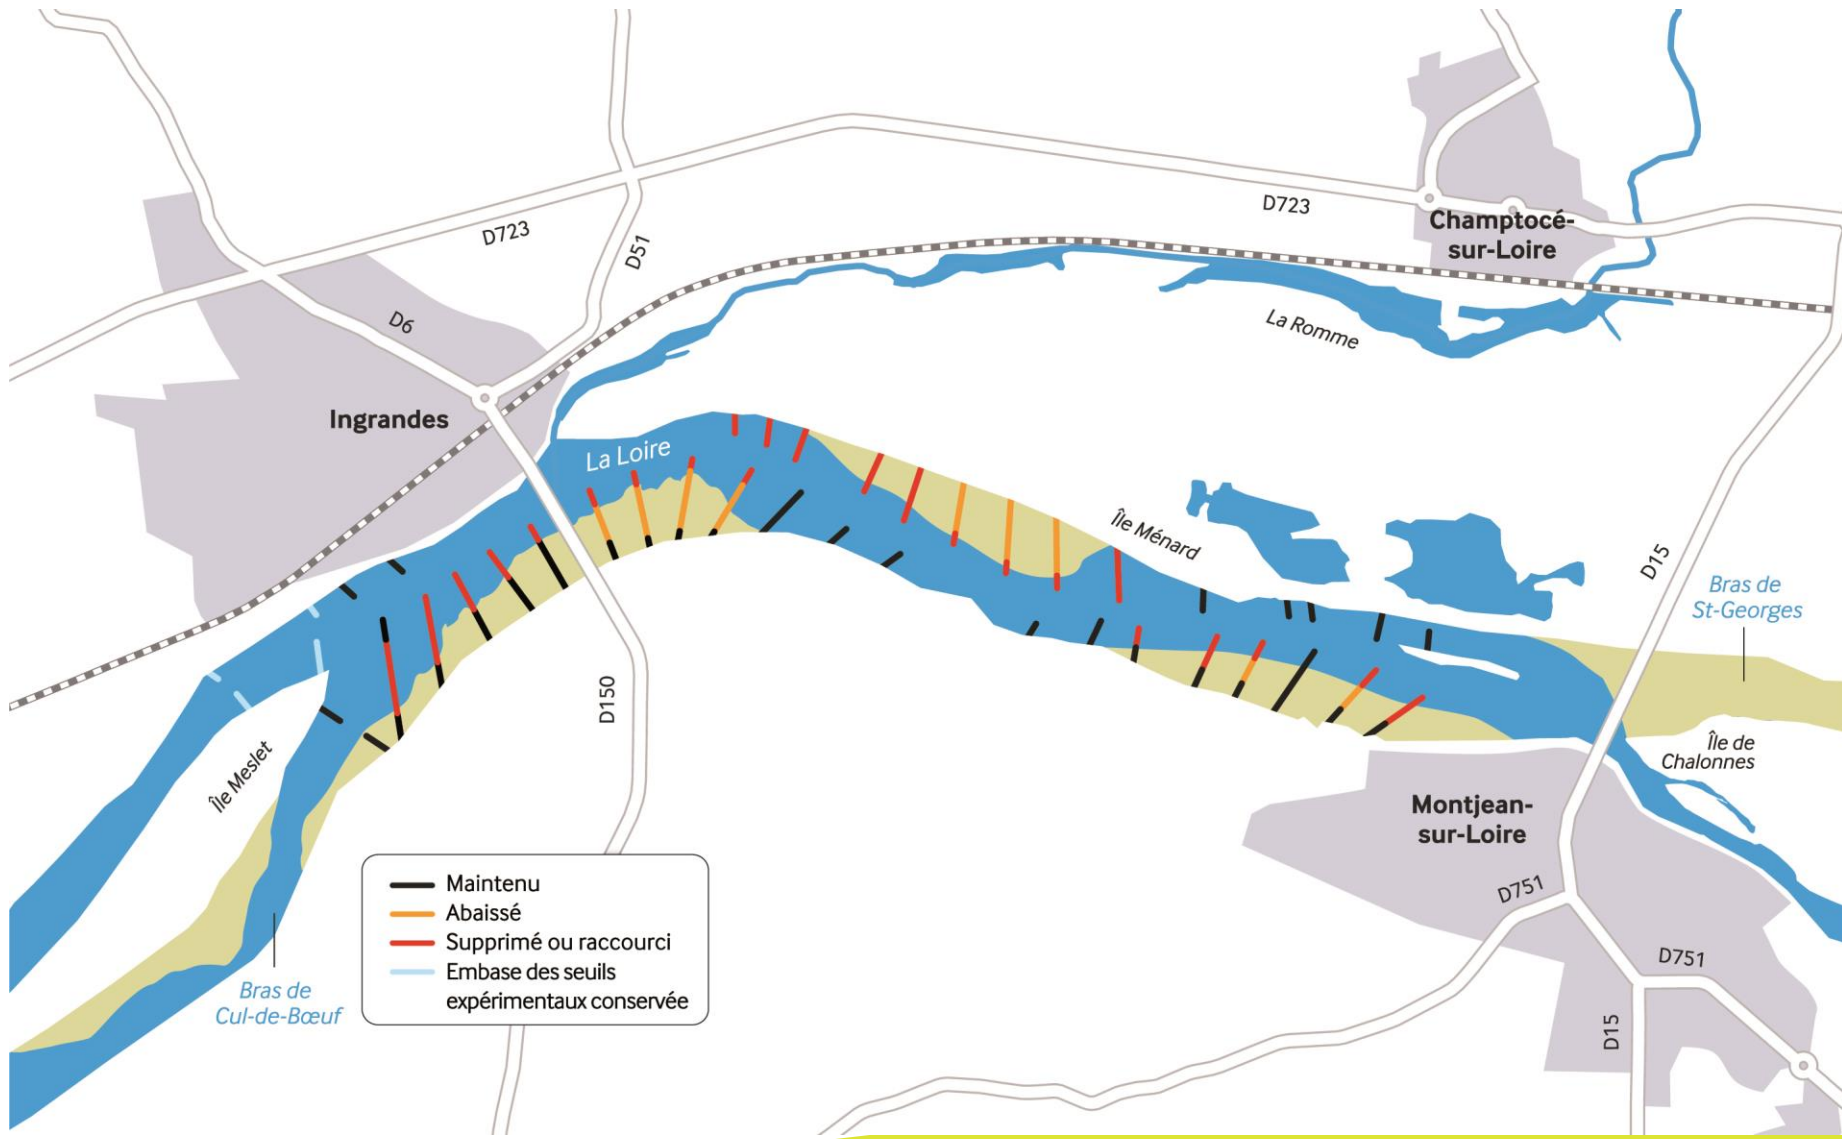 D723
Champtocé-
sur-Loire
D723
D51
D6
La Romme
Ingrandes
La Loire
Île Ménard
D15
Bras de
St-Georges
D150
Île de
Chalonnes
Île Meslet
Montjean-
sur-Loire
Maintenu
Abaissé
Supprimé ou raccourci
Embase des seuils
expérimentaux conservée
D751
D751
Bras de
Cul-de-Bœuf
D15